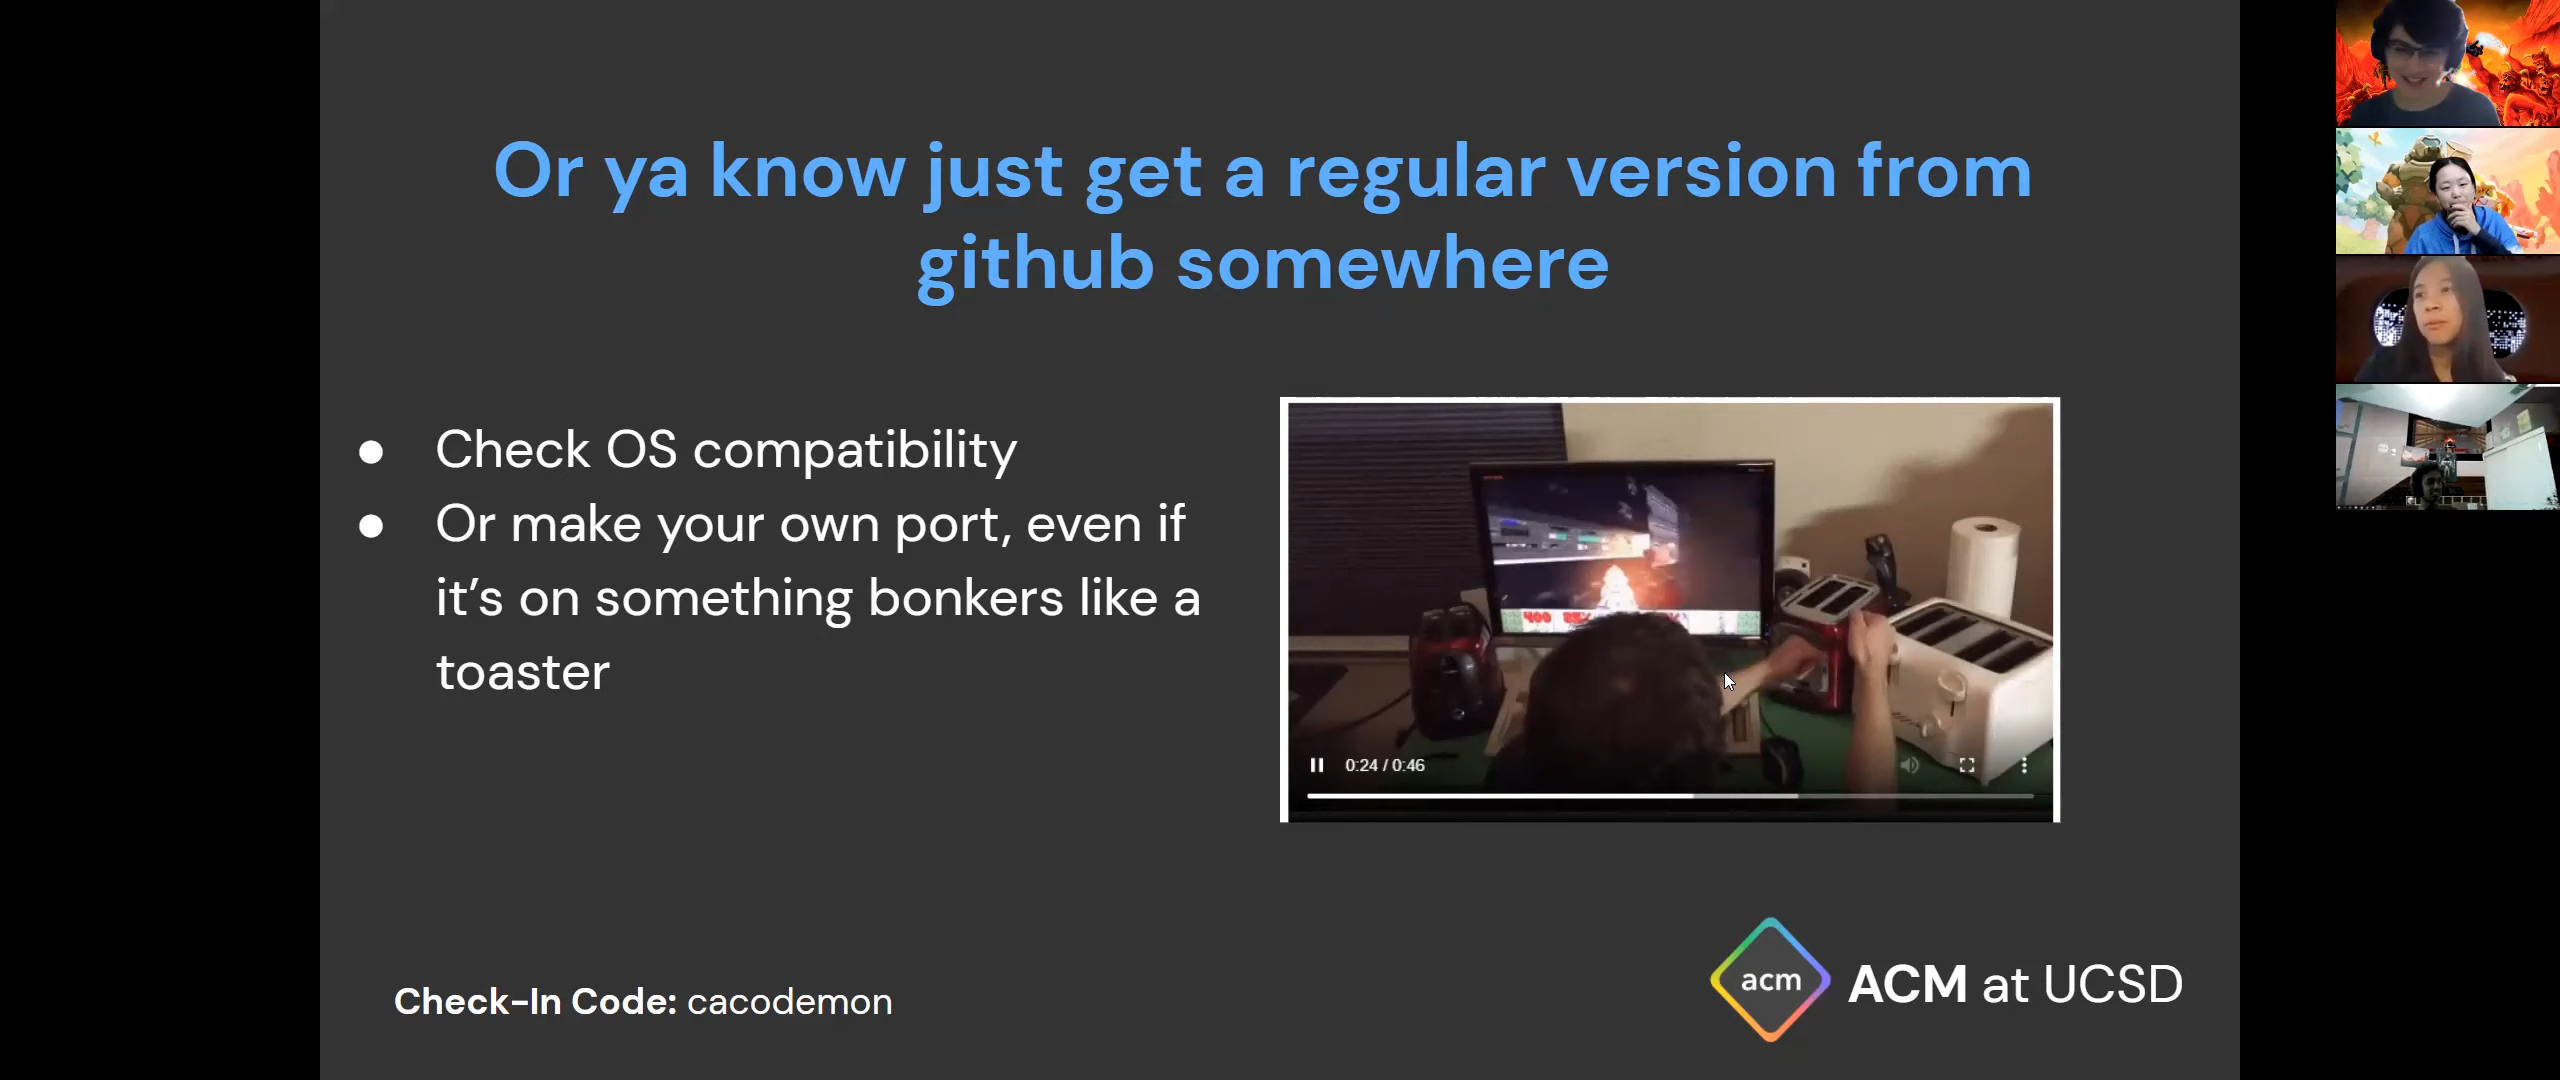 Or ya know just get a regular version from
github somewhere
● Check OS compatibility
● Or make your own port, even if
it’s on something bonkers like a
toaster
0:24 / 0:46
Check-In Code: cacodemon
acm ACM at UCSD